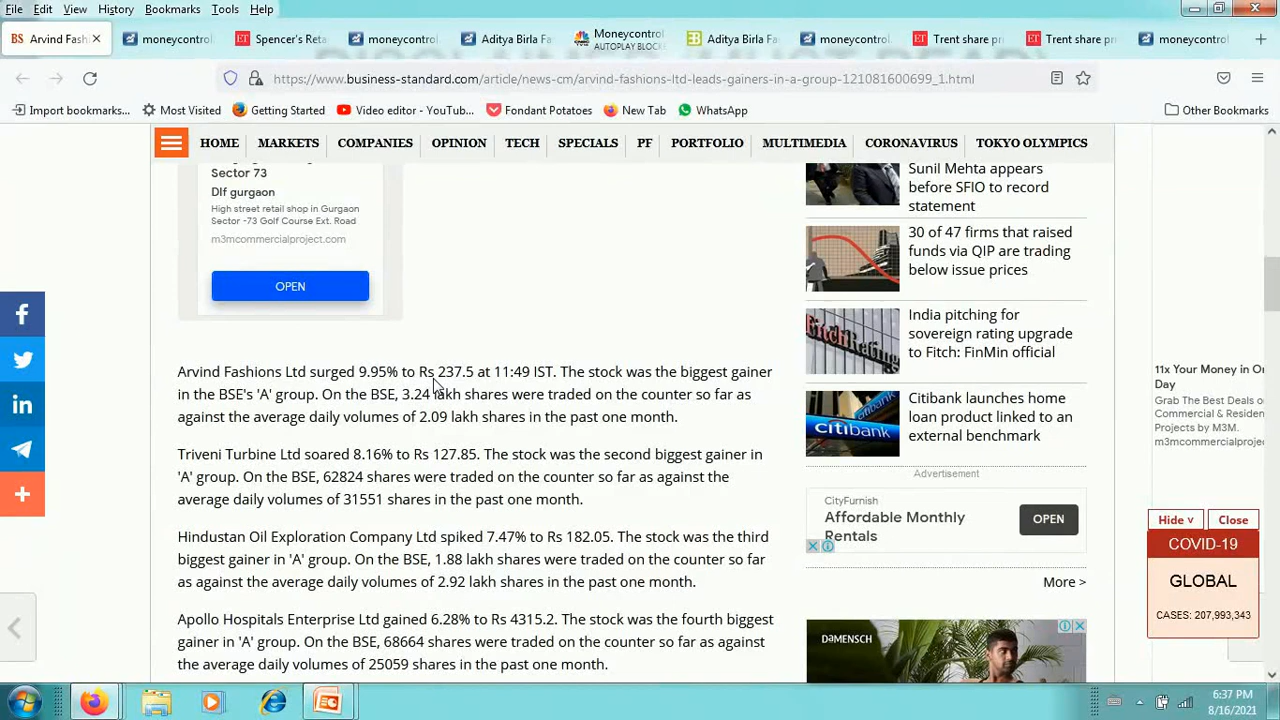 File Edit View History Bookmarks Tools Help
BS Arvind Fash
moneycontrol
ET Spencer's Reta
moneycontrol
Aditya Birla Fa
Moneycontrol
AUTOPLAY BLOCK
Aditya Birla Fa
moneycontrol
ET Trent share pr
ET Trent share pr
moneycontrol
https://www.business-standard.com/article/news-cm/arvind-fashions-ltd-leads-gainers-in-a-group-121081600699_1.html
Import bookmarks... Most Visited Getting Started Video editor - YouTub... Fondant Potatoes New Tab WhatsApp Other Bookmarks
HOME MARKETS COMPANIES OPINION TECH SPECIALS PF PORTFOLIO MULTIMEDIA CORONAVIRUS TOKYO OLYMPICS
Sector 73
Dlf gurgaon
High street retail shop in Gurgaon
Sector -73 Golf Course Ext. Road
m3mcommercialproject.com
OPEN
Arvind Fashions Ltd surged 9.95% to Rs 237.5 at 11:49 IST. The stock was the biggest gainer
in the BSE's 'A' group. On the BSE, 3.24 lakh shares were traded on the counter so far as
against the average daily volumes of 2.09 lakh shares in the past one month.
Triveni Turbine Ltd soared 8.16% to Rs 127.85. The stock was the second biggest gainer in
'A' group. On the BSE, 62824 shares were traded on the counter so far as against the
average daily volumes of 31551 shares in the past one month.
Hindustan Oil Exploration Company Ltd spiked 7.47% to Rs 182.05. The stock was the third
biggest gainer in 'A' group. On the BSE, 1.88 lakh shares were traded on the counter so far
as against the average daily volumes of 2.92 lakh shares in the past one month.
Apollo Hospitals Enterprise Ltd gained 6.28% to Rs 4315.2. The stock was the fourth biggest
gainer in 'A' group. On the BSE, 68664 shares were traded on the counter so far as against
the average daily volumes of 25059 shares in the past one month.
Sunil Mehta appears
before SFIO to record
statement
30 of 47 firms that raised
funds via QIP are trading
below issue prices
FitchRating
India pitching for
sovereign rating upgrade
to Fitch: FinMin official
citibank
Citibank launches home
loan product linked to an
external benchmark
Advertisement
CityFurnish
Affordable Monthly
Rentals
OPEN
More >
DaMENSCH
11x Your Money in On
Day
Grab The Best Deals o
Commercial & Residen
Projects by M3M.
m3mcommercialproject.
Hide v Close
COVID-19
GLOBAL
CASES: 207,993,343
6:37 PM
8/16/2021